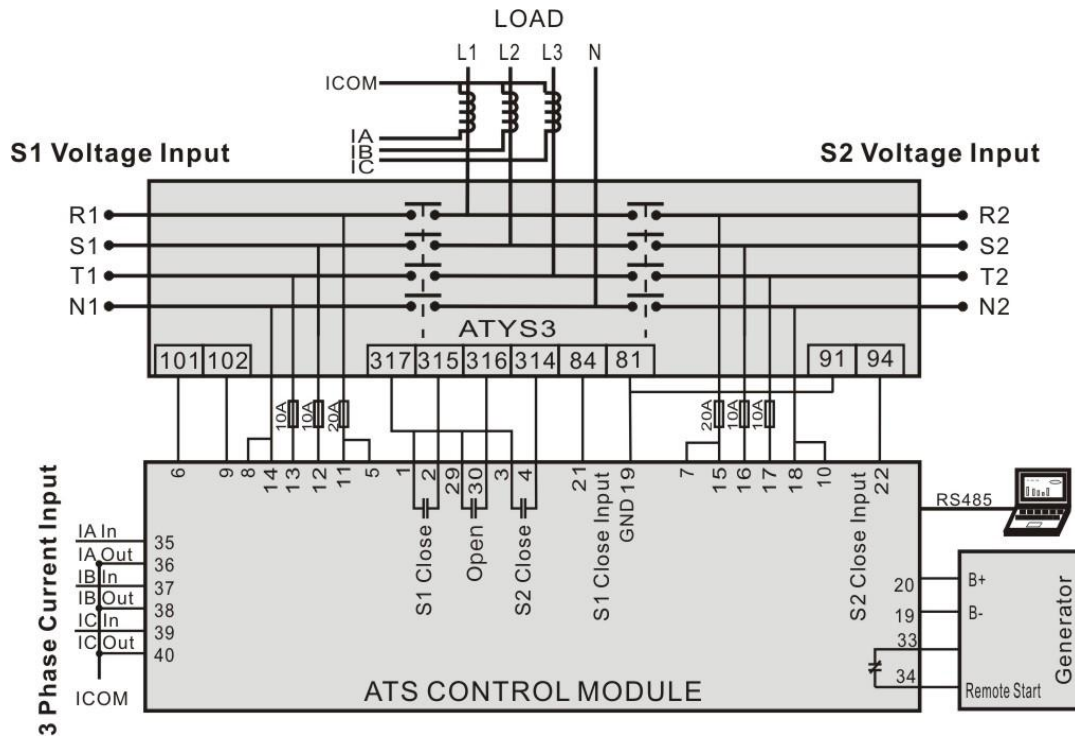 LOAD
L1 L2 L3 N
ICOM
IA
IB
IC
S1 Voltage Input
S2 Voltage Input
R1 R2
S1 S2
T1 T2
N1 N2
ATYS3
101 102 317 315 316 314 84 81 91 94
10A 10A 20A 20A 10A 10A
6 9 8 14 13 12 11 5 1 2 29 30 3 4 21 19 7 15 16 17 18 10 22
S1 Close
Open
S2 Close
S1 Close Input
GND
S2 Close Input
RS485
3 Phase Current Input
IA In 35
IA Out 36
IB In 37
IB Out 38
IC In 39
IC Out 40
ICOM
20 B+
19 B-
33
34 Remote Start
Generator
ATS CONTROL MODULE